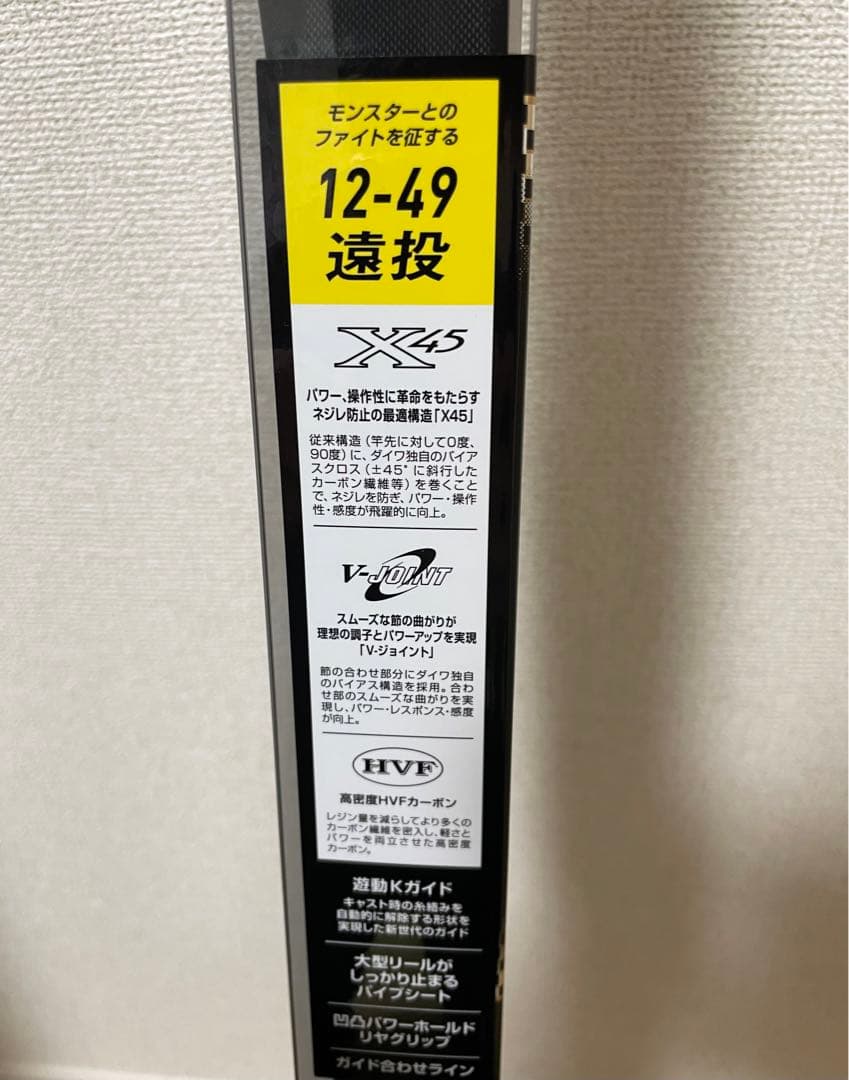 モンスターとの
ファイトを征する
12-49
遠投
X45
パワー、操作性に革命をもたらす
ネジレ防止の最適構造「X45」
従来構造(竿先に対して0度、
90度)に、ダイワ独自のバイア
スクロス(±45°に斜行した
カーボン繊維等)を巻くこと
で、ネジレを防ぎ、パワー・操作
性・感度が飛躍的に向上。
V-JOINT
スムーズな節の曲がりが
理想の調子とパワーアップを実現
「V-ジョイント」
節の合わせ部分にダイワ独自
のバイアス構造を採用。合わ
せ部のスムーズな曲がりを実
現し、パワー・レスポンス・感度
が向上。
HVF
高密度HVFカーボン
レジン量を減らしてより多くの
カーボン繊維を密入し、軽さと
パワーを両立させた高密度
カーボン。
遊動Kガイド
キャスト時の糸絡みを
自動的に解除する形状を
実現した新世代のガイド
大型リールが
しっかり止まる
パイプシート
凹凸パワーホールド
リヤグリップ
ガイド合わせライン